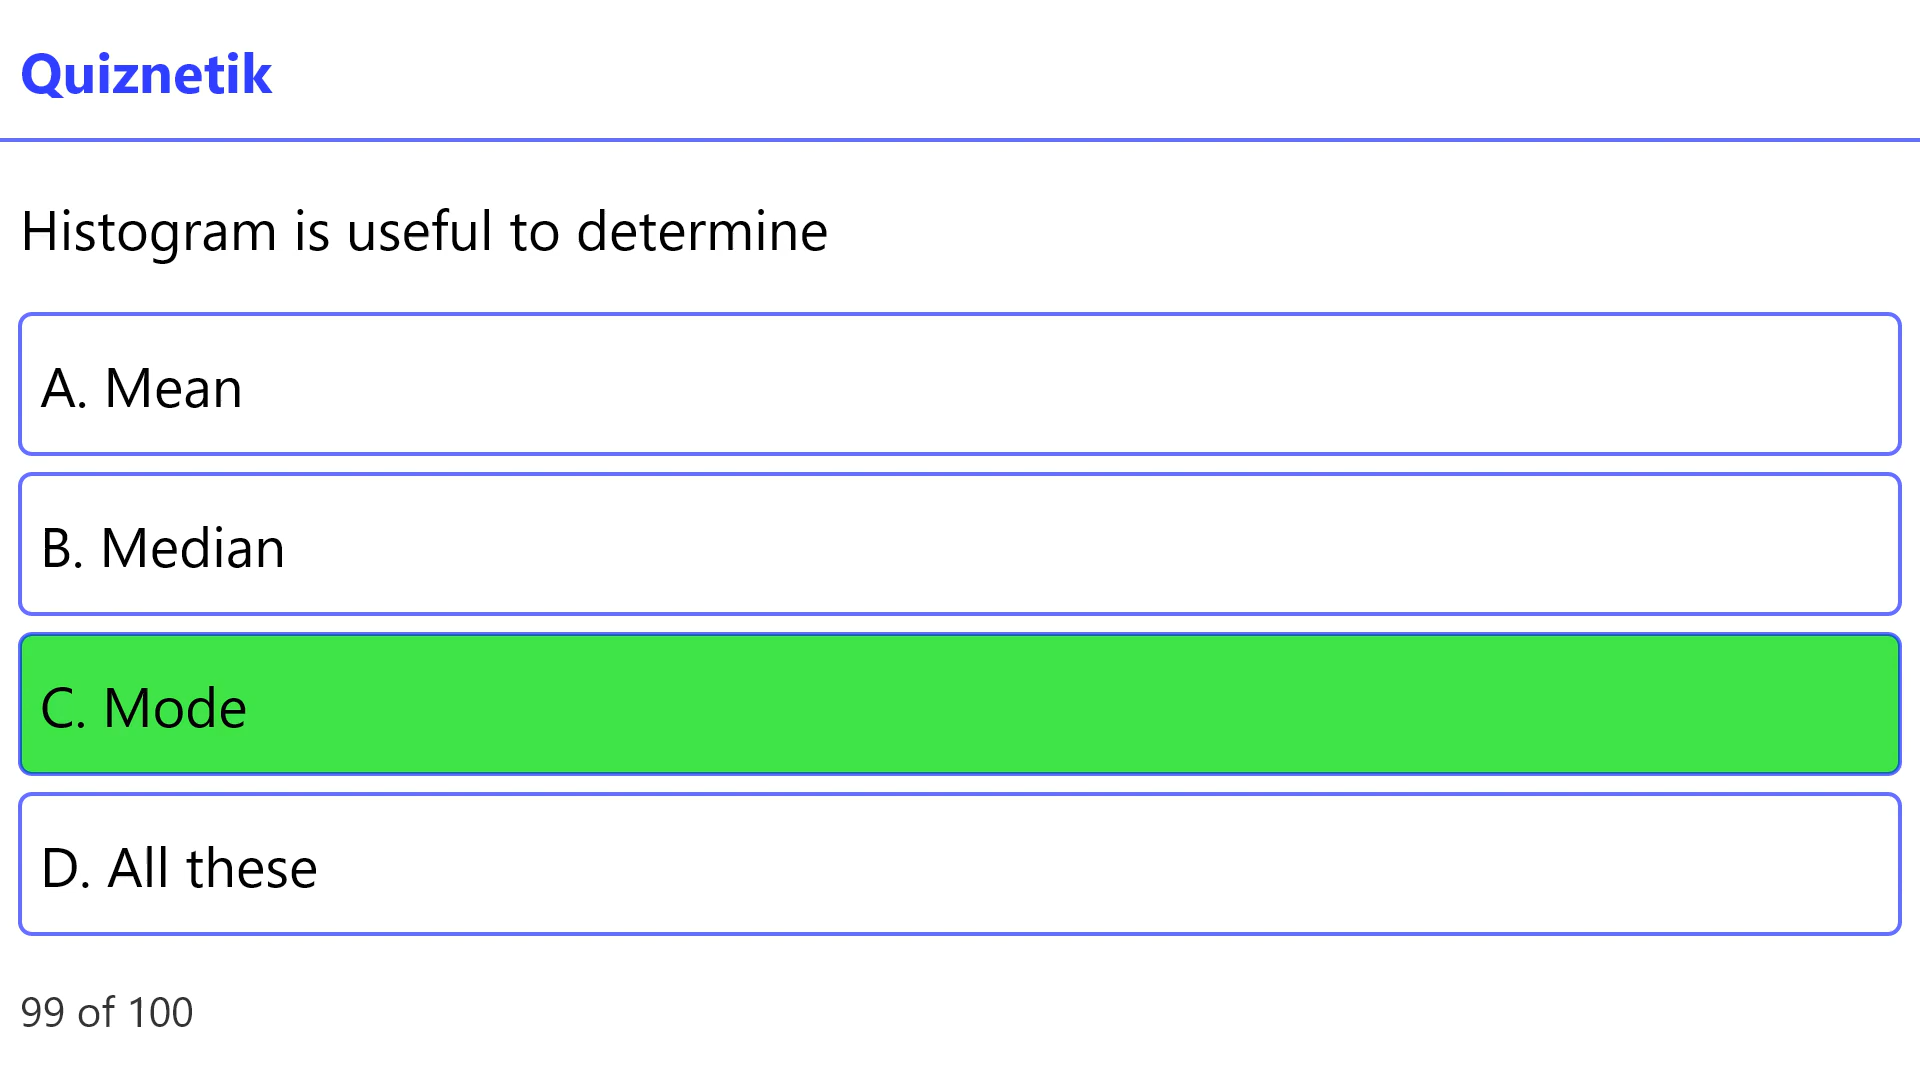 Quiznetik
Histogram is useful to determine
A. Mean
B. Median
C. Mode
D. All these
99 of 100